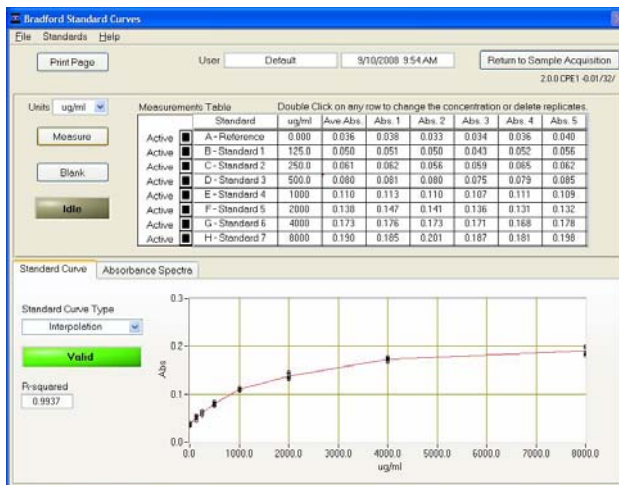 Bradford Standard Curves
File Standards Help
Print Page User Default 9/10/2008 9:54 AM Return to Sample Acquisition
2.0.0 CPE1 -0.01/32/
Units ug/ml Measurements Table Double Click on any row to change the concentration or delete replicates.
Standard ug/ml Ave.Abs. Abs. 1 Abs. 2 Abs. 3 Abs. 4 Abs. 5
Measure
Active A - Reference 0.000 0.036 0.038 0.033 0.034 0.036 0.040
Active B - Standard 1 125.0 0.050 0.051 0.050 0.043 0.052 0.056
Blank
Active C - Standard 2 250.0 0.061 0.062 0.056 0.059 0.065 0.062
Active D - Standard 3 500.0 0.080 0.081 0.080 0.075 0.079 0.085
Idle
Active E - Standard 4 1000 0.110 0.113 0.110 0.107 0.111 0.109
Active F - Standard 5 2000 0.138 0.147 0.141 0.136 0.131 0.132
Active G - Standard 6 4000 0.173 0.176 0.173 0.171 0.168 0.178
Active H - Standard 7 8000 0.190 0.185 0.201 0.187 0.181 0.198
Standard Curve Absorbance Spectra
Standard Curve Type
Interpolation
Valid
R-squared
0.9937
0.3
0.2
Abs
0.1
0.0
0.0 1000.0 2000.0 3000.0 4000.0 5000.0 6000.0 7000.0 8000.0
ug/ml